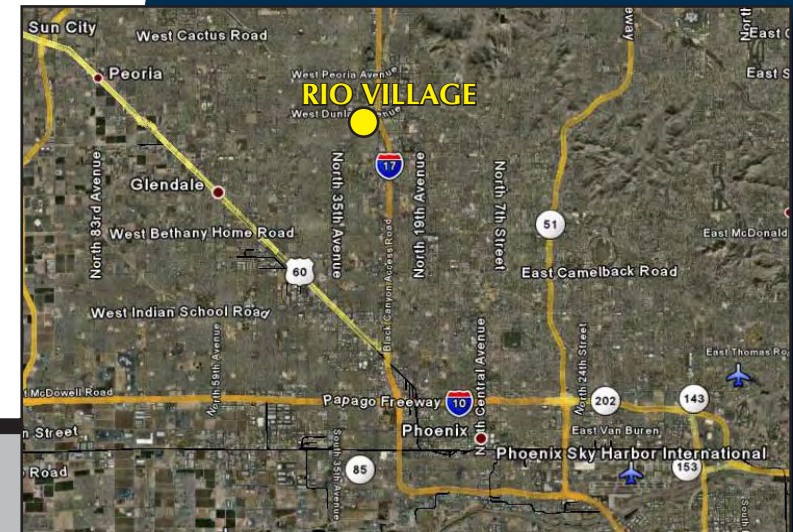 Sun City
West Cactus Road
Peoria
West Peoria Avenue
RIO VILLAGE
West
17
North 83rd Avenue
Glendale
North 35th Avenue
North 19th Avenue
North 7th Street
51
West Bethany Home Road
East McDonald
60
Black Canyon Access Road
East Camelback Road
West Indian School Road
North 59th Avenue
North Central Avenue
North 24th Street
East Thomas
McDowell Road
Papago Freeway
10
202
143
Street
Phoenix
East Van Buren
Phoenix Sky Harbor International
Road
85
South 35th Avenue
153